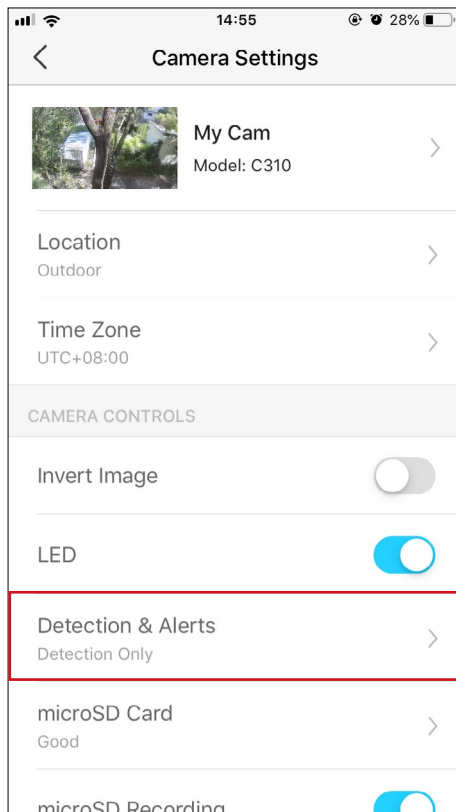 14:55
28%
Camera Settings
My Cam
Model: C310
Location
Outdoor
Time Zone
UTC+08:00
CAMERA CONTROLS
Invert Image
LED
Detection & Alerts
Detection Only
microSD Card
Good
microSD Recording